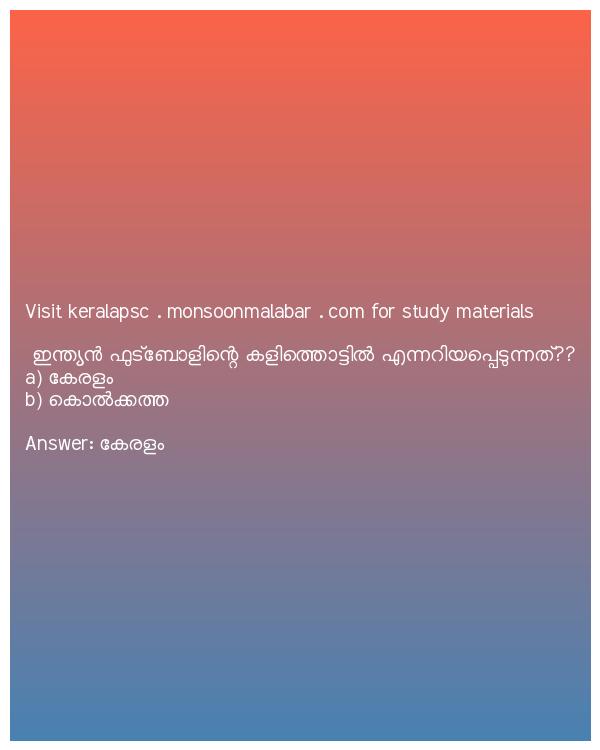 Visit keralapsc . monsoonmalabar . com for study materials
ഇന്ത്യൻ ഫുട്ബോളിന്റെ കളിത്തൊട്ടിൽ എന്നറിയപ്പെടുന്നത്??
a) കേരളം
b) കൊൽക്കത്ത
Answer: കേരളം